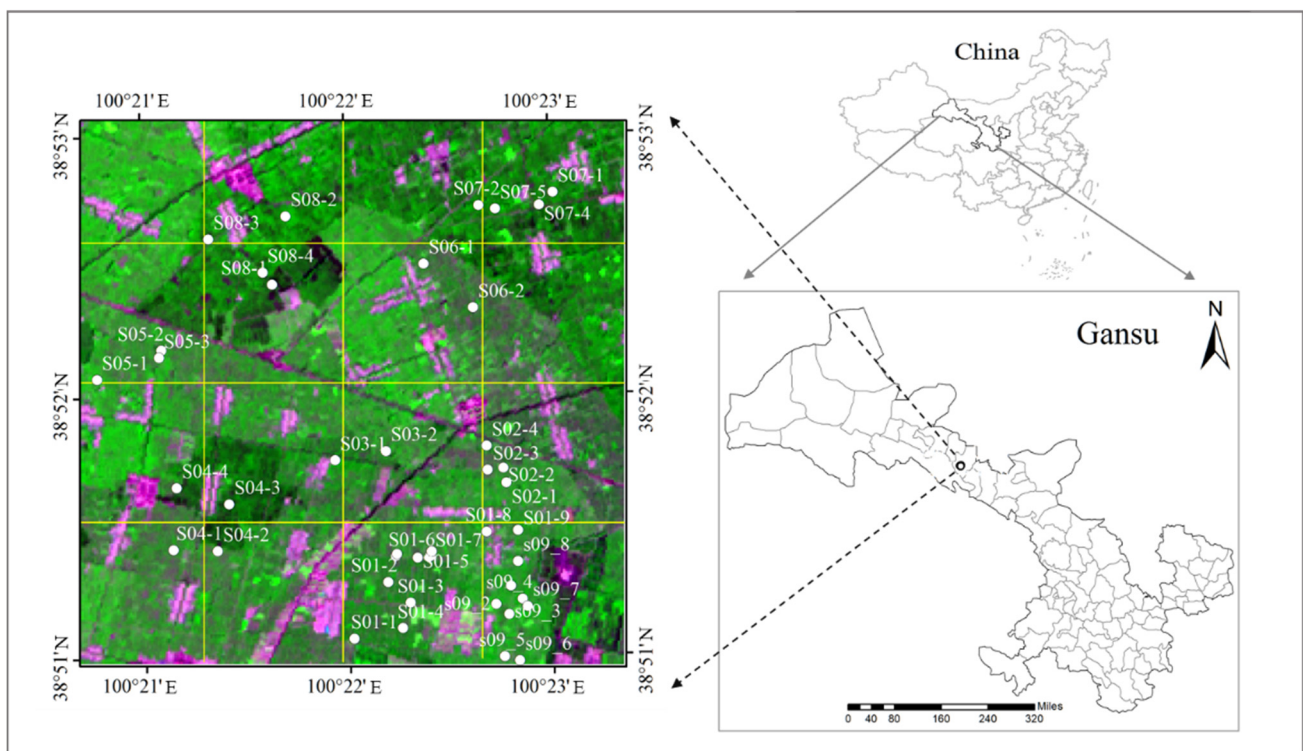 China
100°21' E
100°22' E
100°23' E
38°53' N
38°53' N
S07-1
S07-2
S07-5
S07-4
S08-2
S08-3
S06-1
S08-4
S08-1
S06-2
S05-2
S05-3
S05-1
38°52' N
38°52' N
S03-2
S03-1
S02-4
S02-3
S02-2
S02-1
S04-4
S04-3
S01-8
S01-9
S04-1
S04-2
S01-6
S01-7
S01-5
s09_8
S01-2
S01-3
s09_4
s09_7
s09_2
s09_3
S01-4
S01-1
s09_5
s09_6
38°51' N
38°51' N
100°21' E
100°22' E
100°23' E
Gansu
N
Miles
0 40 80 160 240 320